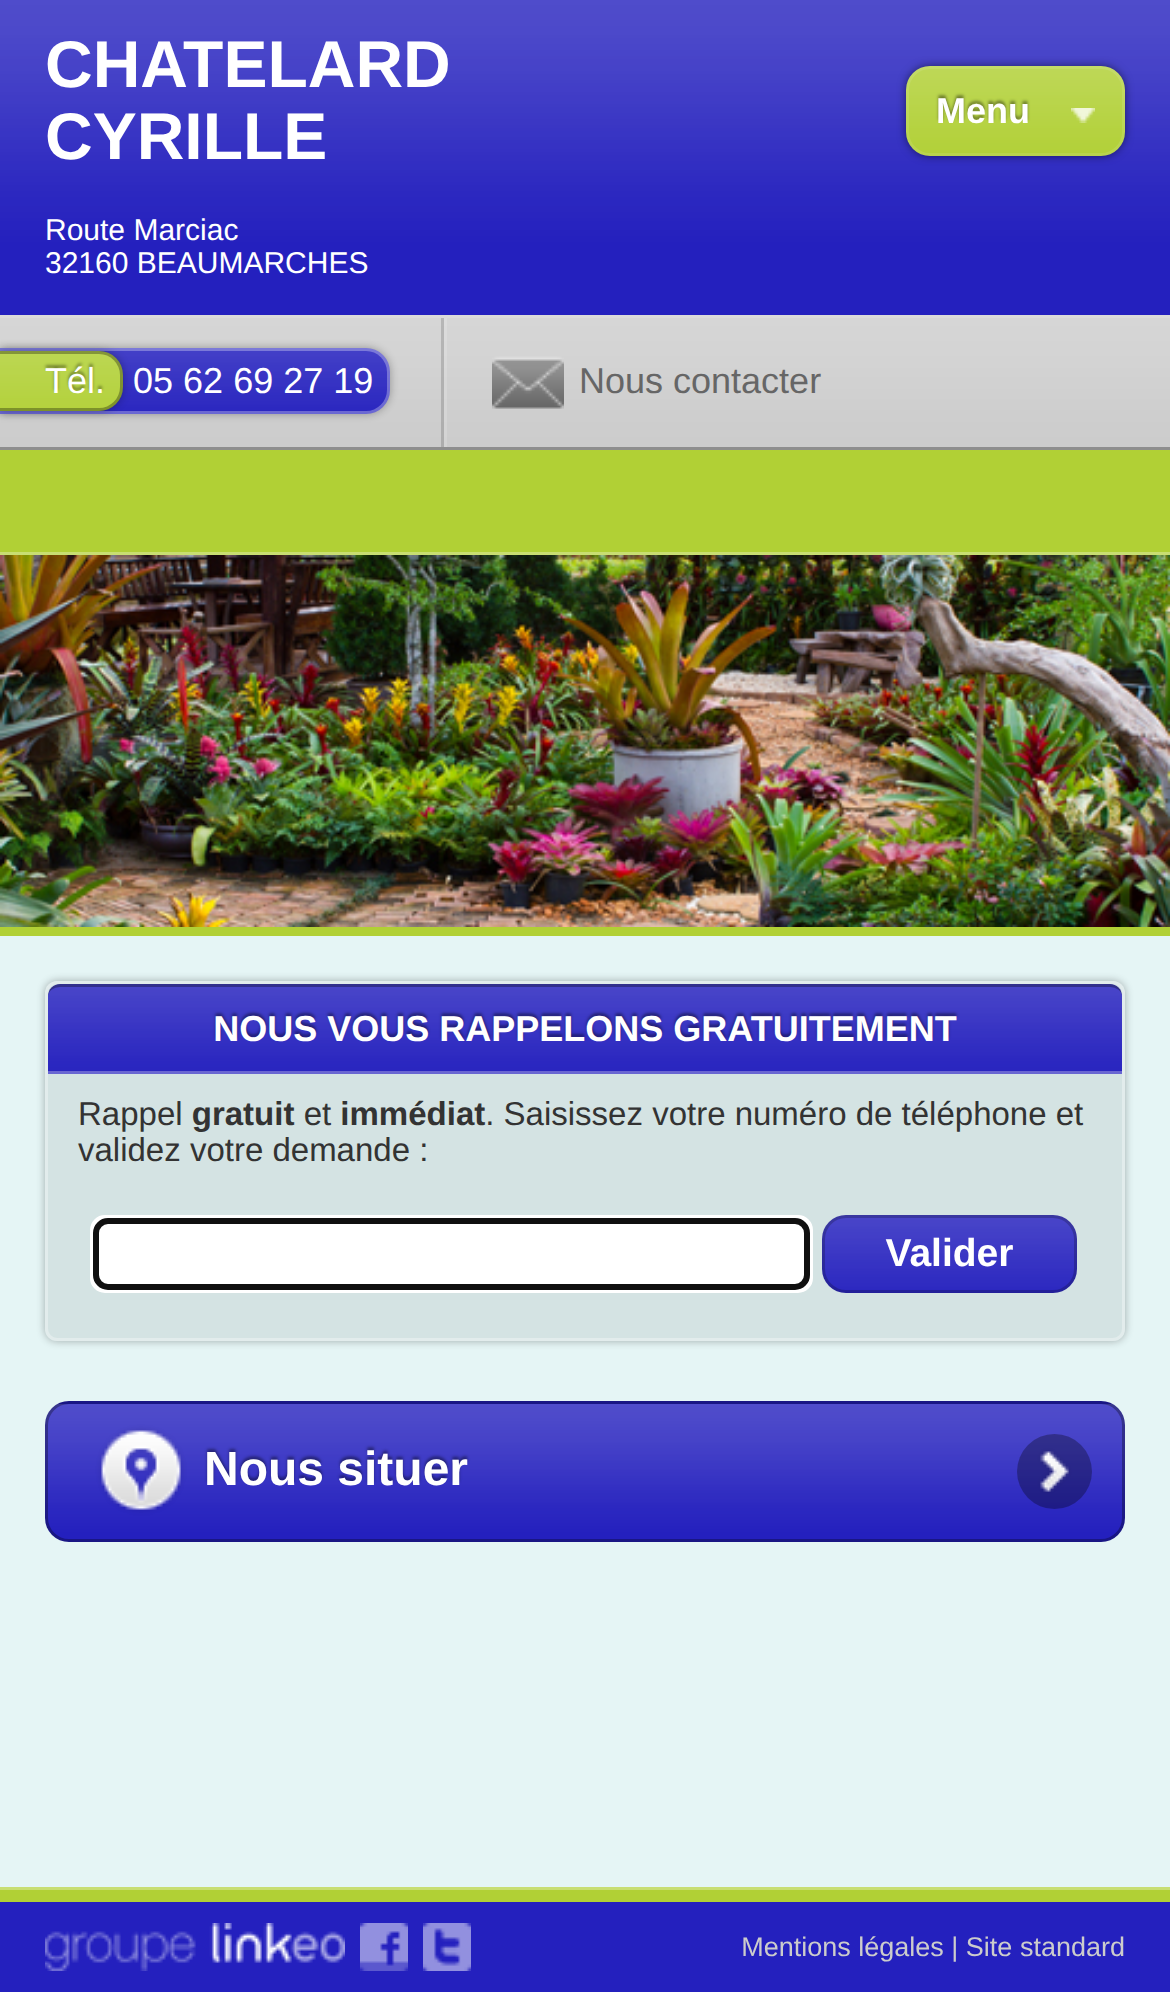 CHATELARD
CYRILLE
Menu
Route Marciac
32160 BEAUMARCHES
Tél. 05 62 69 27 19
Nous contacter
NOUS VOUS RAPPELONS GRATUITEMENT
Rappel gratuit et immédiat. Saisissez votre numéro de téléphone et
validez votre demande :
Valider
Nous situer
groupe linkeo
Mentions légales | Site standard